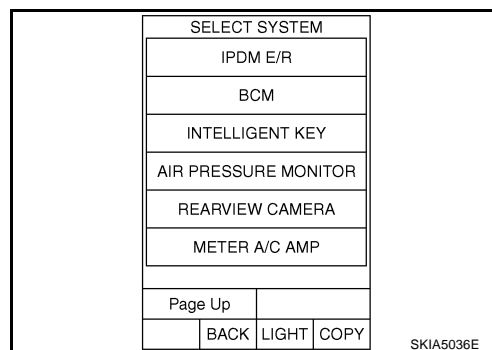 SELECT SYSTEM
IPDM E/R
BCM
INTELLIGENT KEY
AIR PRESSURE MONITOR
REARVIEW CAMERA
METER A/C AMP
Page Up
BACK LIGHT COPY
SKIA5036E